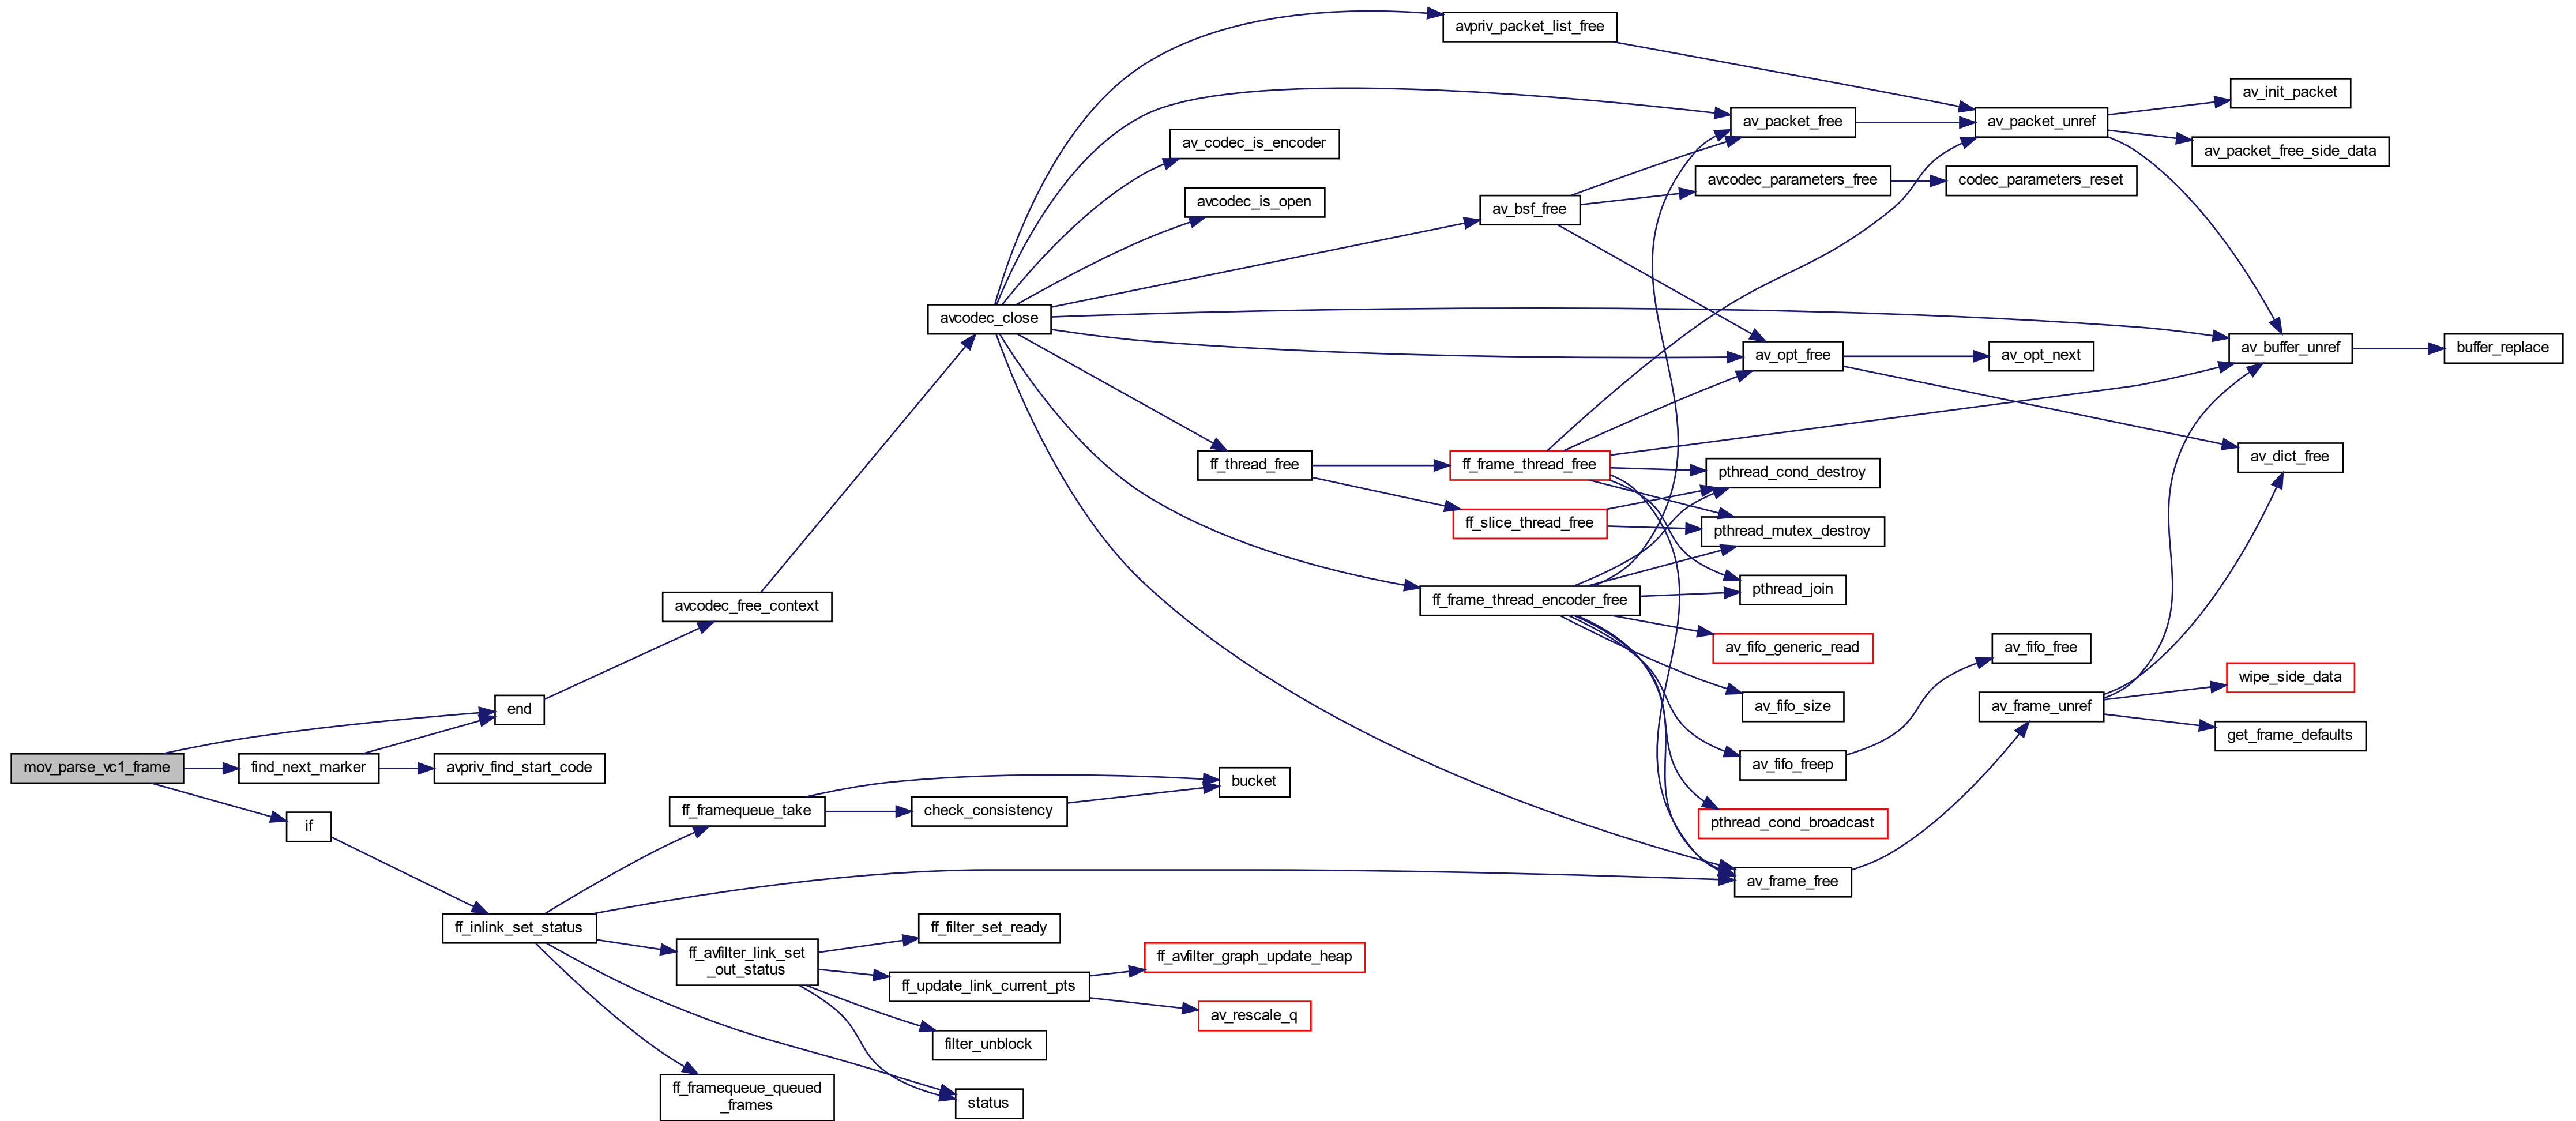 avpriv_packet_list_free
av_init_packet
av_packet_free
av_packet_unref
av_codec_is_encoder
av_packet_free_side_data
avcodec_parameters_free
codec_parameters_reset
avcodec_is_open
av_bsf_free
avcodec_close
av_opt_free
av_opt_next
av_buffer_unref
buffer_replace
ff_thread_free
ff_frame_thread_free
pthread_cond_destroy
av_dict_free
ff_slice_thread_free
pthread_mutex_destroy
avcodec_free_context
ff_frame_thread_encoder_free
pthread_join
av_fifo_generic_read
av_fifo_free
wipe_side_data
end
av_fifo_size
av_frame_unref
get_frame_defaults
mov_parse_vc1_frame
find_next_marker
avpriv_find_start_code
av_fifo_freep
bucket
if
ff_framequeue_take
check_consistency
pthread_cond_broadcast
av_frame_free
ff_inlink_set_status
ff_filter_set_ready
ff_avfilter_link_set
_out_status
ff_avfilter_graph_update_heap
ff_update_link_current_pts
av_rescale_q
filter_unblock
ff_framequeue_queued
_frames
status